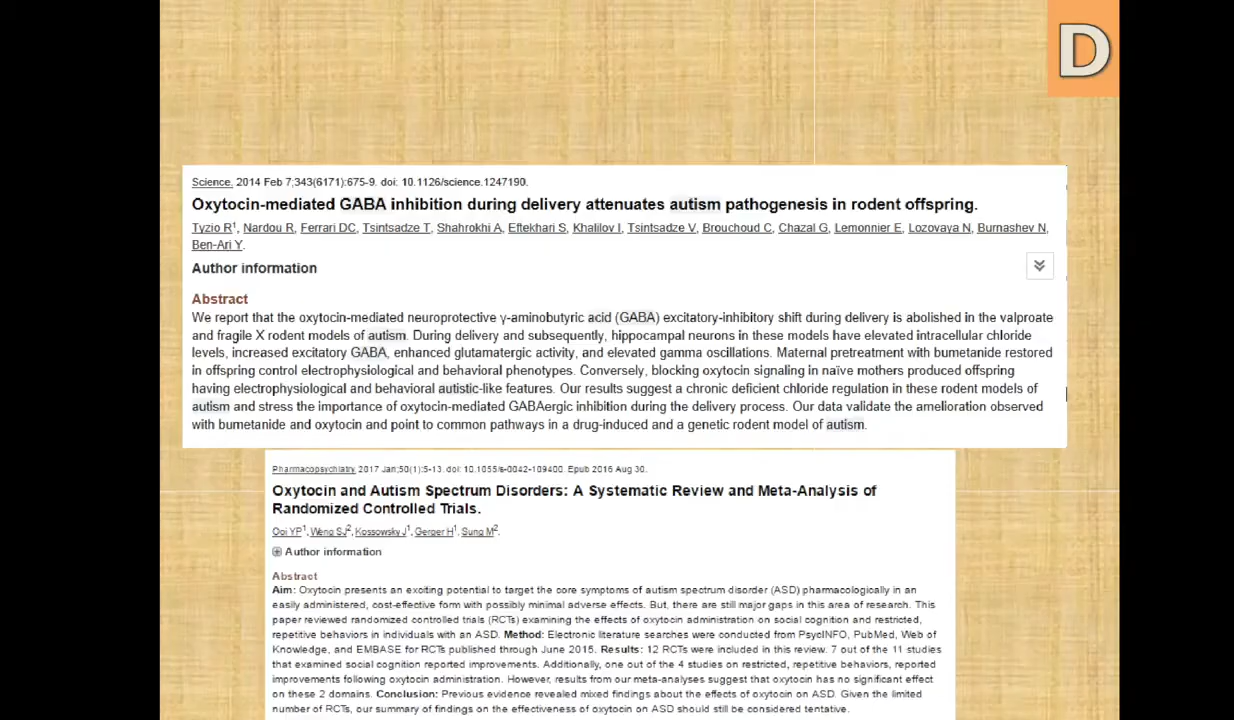 D
Science. 2014 Feb 7;343(6171):675-9. doi: 10.1126/science.1247190.
Oxytocin-mediated GABA inhibition during delivery attenuates autism pathogenesis in rodent offspring.
Tyzio R1, Nardou R, Ferrari DC, Tsintsadze T, Shahrokhi A, Eftekhari S, Khalilov I, Tsintsadze V, Brouchoud C, Chazal G, Lemonnier E, Lozovaya N, Burnashev N,
Ben-Ari Y.
Author information
Abstract
We report that the oxytocin-mediated neuroprotective γ-aminobutyric acid (GABA) excitatory-inhibitory shift during delivery is abolished in the valproate
and fragile X rodent models of autism. During delivery and subsequently, hippocampal neurons in these models have elevated intracellular chloride
levels, increased excitatory GABA, enhanced glutamatergic activity, and elevated gamma oscillations. Maternal pretreatment with bumetanide restored
in offspring control electrophysiological and behavioral phenotypes. Conversely, blocking oxytocin signaling in naïve mothers produced offspring
having electrophysiological and behavioral autistic-like features. Our results suggest a chronic deficient chloride regulation in these rodent models of
autism and stress the importance of oxytocin-mediated GABAergic inhibition during the delivery process. Our data validate the amelioration observed
with bumetanide and oxytocin and point to common pathways in a drug-induced and a genetic rodent model of autism.
Pharmacopsychiatry. 2017 Jan;50(1):5-13. doi: 10.1055/s-0042-109400. Epub 2016 Aug 30.
Oxytocin and Autism Spectrum Disorders: A Systematic Review and Meta-Analysis of
Randomized Controlled Trials.
Ooi YP1, Weng SJ2, Kossowsky J1, Gerger H1, Sung M2.
Author information
Abstract
Aim: Oxytocin presents an exciting potential to target the core symptoms of autism spectrum disorder (ASD) pharmacologically in an
easily administered, cost-effective form with possibly minimal adverse effects. But, there are still major gaps in this area of research. This
paper reviewed randomized controlled trials (RCTs) examining the effects of oxytocin administration on social cognition and restricted,
repetitive behaviors in individuals with an ASD. Method: Electronic literature searches were conducted from PsycINFO, PubMed, Web of
Knowledge, and EMBASE for RCTs published through June 2015. Results: 12 RCTs were included in this review. 7 out of the 11 studies
that examined social cognition reported improvements. Additionally, one out of the 4 studies on restricted, repetitive behaviors, reported
improvements following oxytocin administration. However, results from our meta-analyses suggest that oxytocin has no significant effect
on these 2 domains. Conclusion: Previous evidence revealed mixed findings about the effects of oxytocin on ASD. Given the limited
number of RCTs, our summary of findings on the effectiveness of oxytocin on ASD should still be considered tentative.